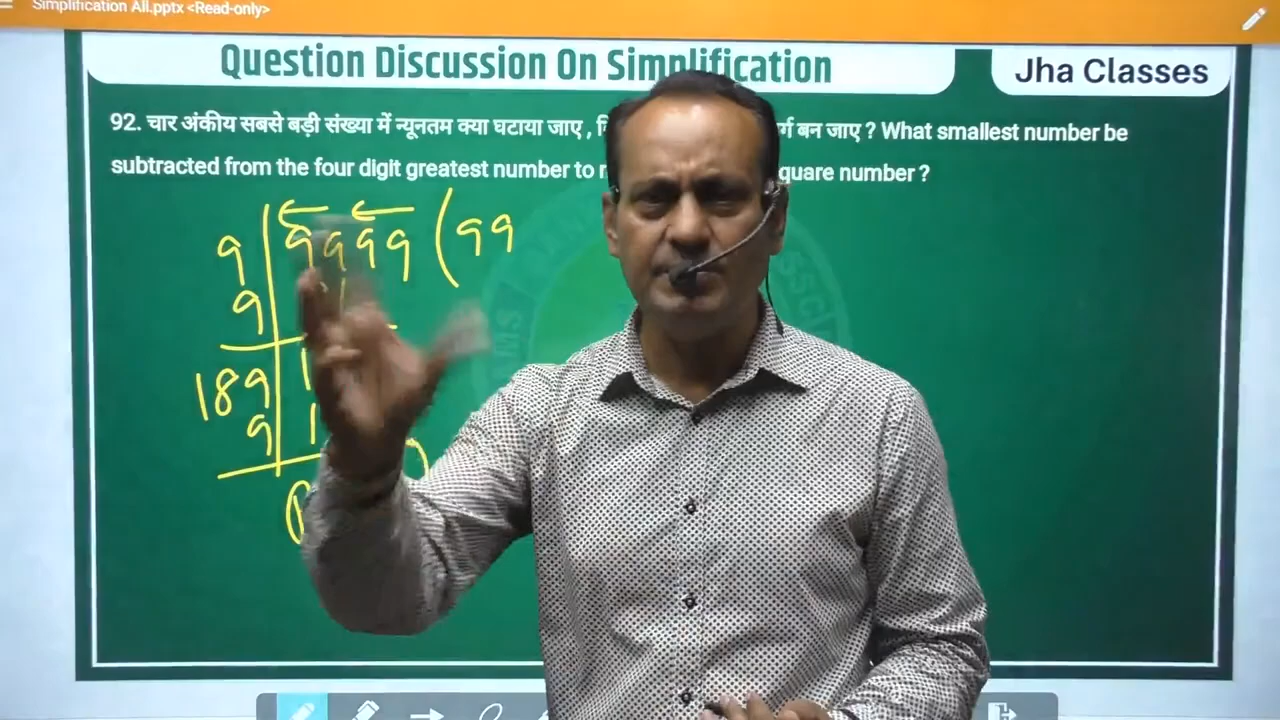 Simplification All.pptx <Read-only>
Question Discussion On Simplification
Jha Classes
92. चार अंकीय सबसे बड़ी संख्या में न्यूनतम क्या घटाया जाए , बन जाए ? What smallest number be
subtracted from the four digit greatest number to number ?
9 9999 ( 99
9
189
9